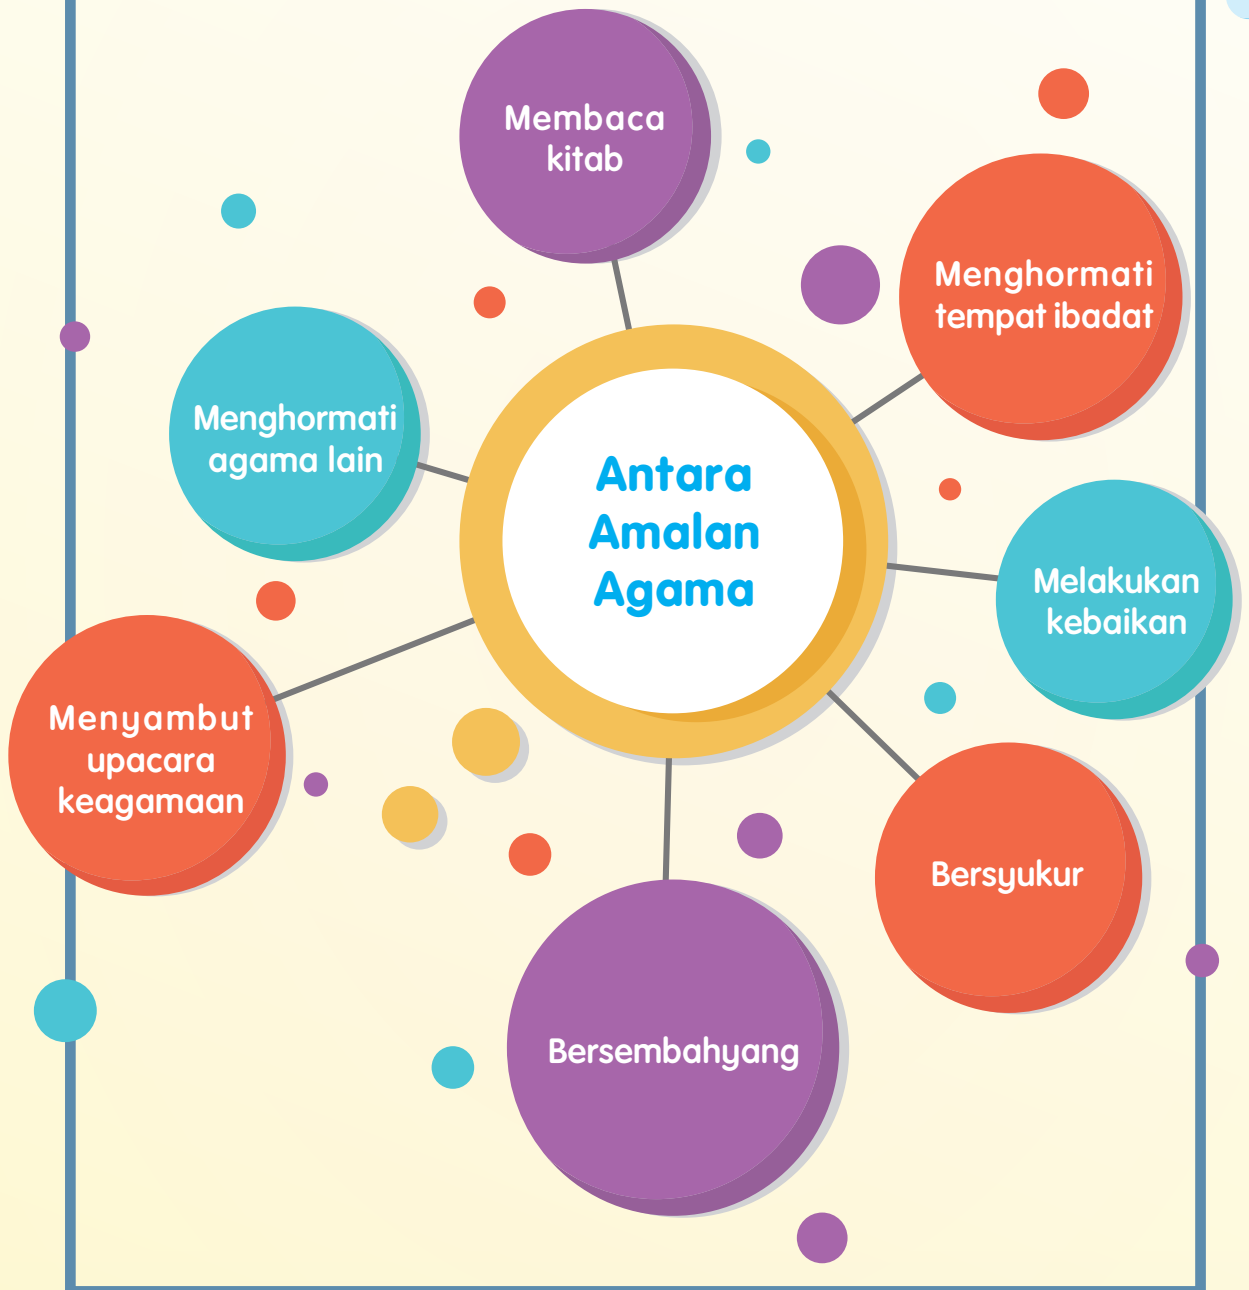 Membaca
kitab
Menghormati
tempat ibadat
Menghormati
agama lain
Antara
Amalan
Agama
Melakukan
kebaikan
Menyambut
upacara
keagamaan
Bersyukur
Bersembahyang